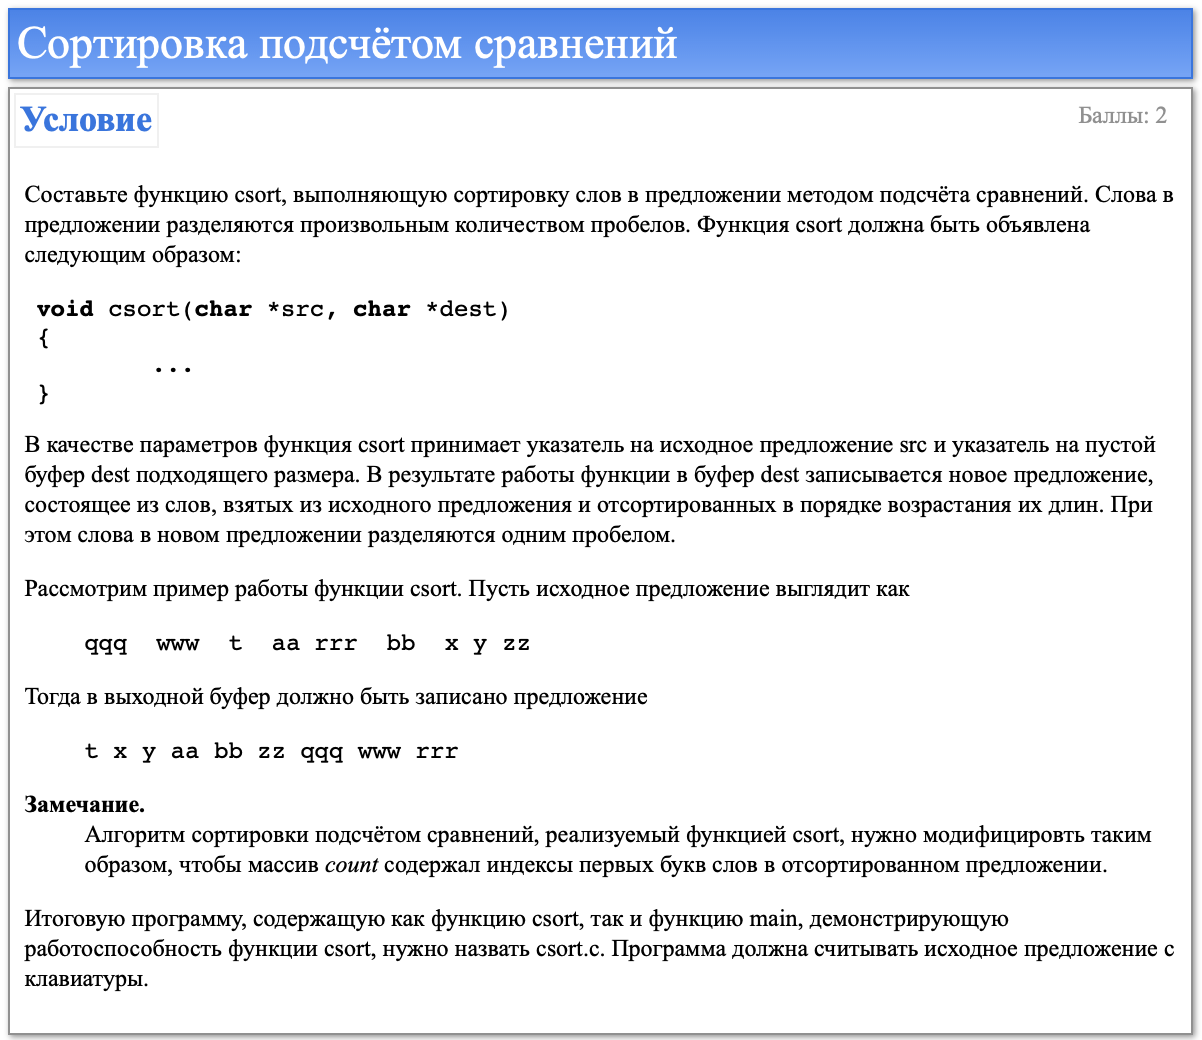 Сортировка подсчётом сравнений
Условие
Баллы: 2
Составьте функцию csort, выполняющую сортировку слов в предложении методом подсчёта сравнений. Слова в
предложении разделяются произвольным количеством пробелов. Функция csort должна быть объявлена
следующим образом:
void csort(char *src, char *dest)
{
...
}
В качестве параметров функция csort принимает указатель на исходное предложение src и указатель на пустой
буфер dest подходящего размера. В результате работы функции в буфер dest записывается новое предложение,
состоящее из слов, взятых из исходного предложения и отсортированных в порядке возрастания их длин. При
этом слова в новом предложении разделяются одним пробелом.
Рассмотрим пример работы функции csort. Пусть исходное предложение выглядит как
qqq  www  t  aa rrr  bb  x y zz
Тогда в выходной буфер должно быть записано предложение
t x y aa bb zz qqq www rrr
Замечание.
Алгоритм сортировки подсчётом сравнений, реализуемый функцией csort, нужно модифицировть таким
образом, чтобы массив count содержал индексы первых букв слов в отсортированном предложении.
Итоговую программу, содержащую как функцию csort, так и функцию main, демонстрирующую
работоспособность функции csort, нужно назвать csort.c. Программа должна считывать исходное предложение с
клавиатуры.